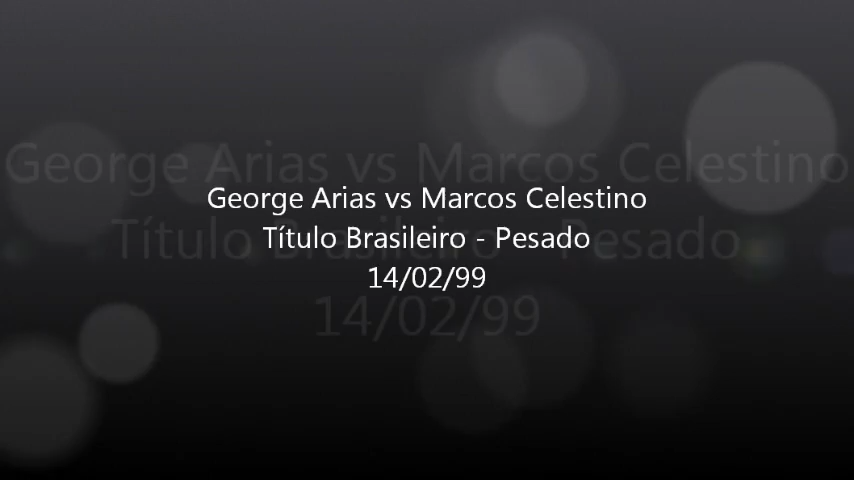 George Arias vs Marcos Celestino
Título Brasileiro - Pesado
14/02/99